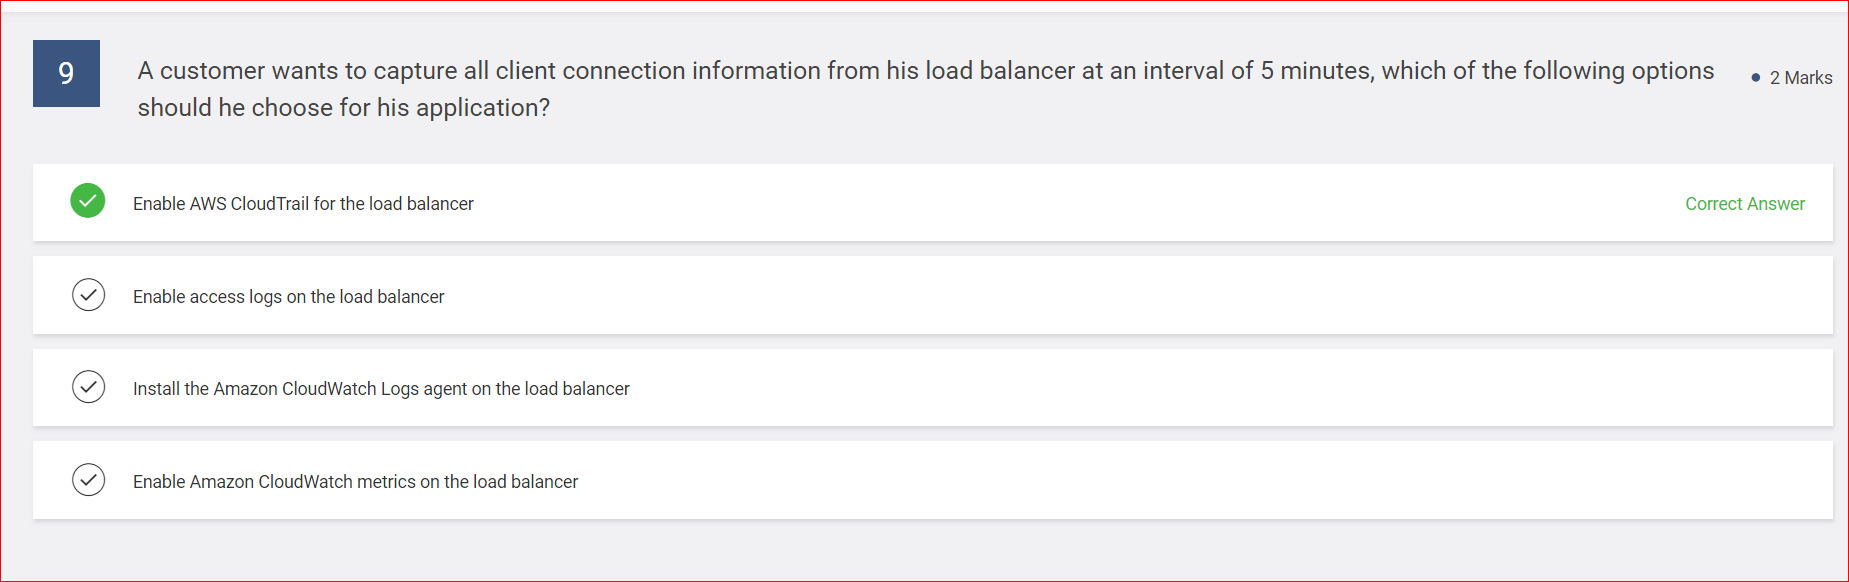 9
A customer wants to capture all client connection information from his load balancer at an interval of 5 minutes, which of the following options
should he choose for his application?
2 Marks
Enable AWS CloudTrail for the load balancer
Correct Answer
Enable access logs on the load balancer
Install the Amazon CloudWatch Logs agent on the load balancer
Enable Amazon CloudWatch metrics on the load balancer